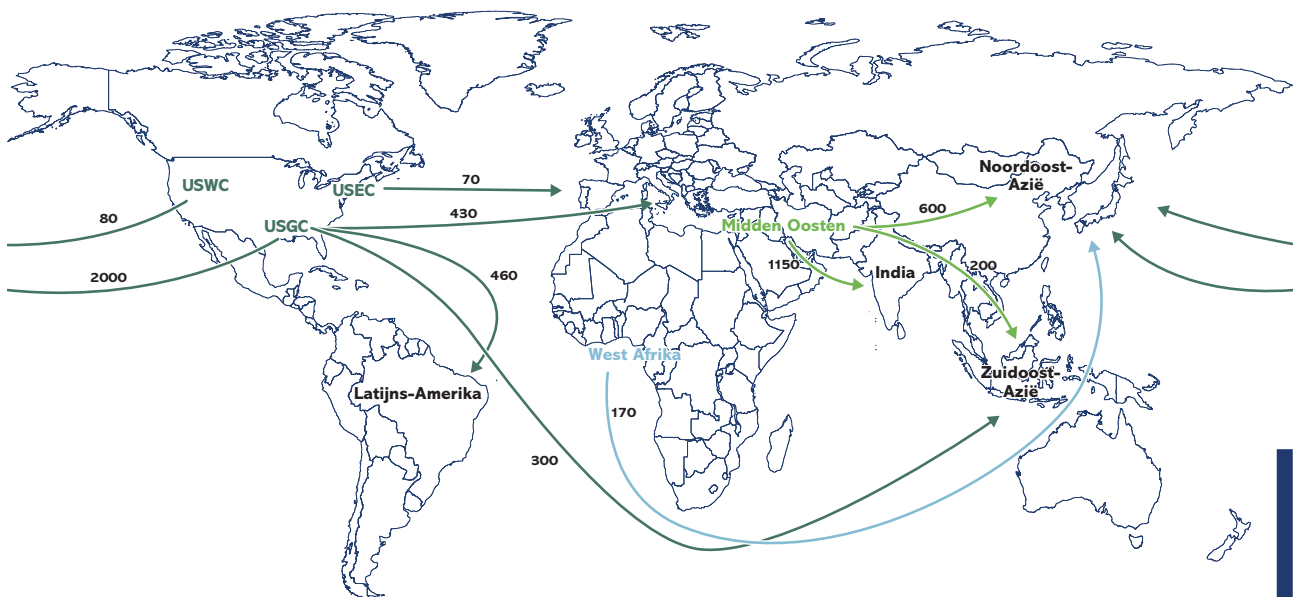 Noordoost-
Azië
USWC
USEC
70
80
430
600
USGC
Midden Oosten
2000
460
1150
200
India
West Afrika
Latijns-Amerika
Zuidoost-
Azië
170
300